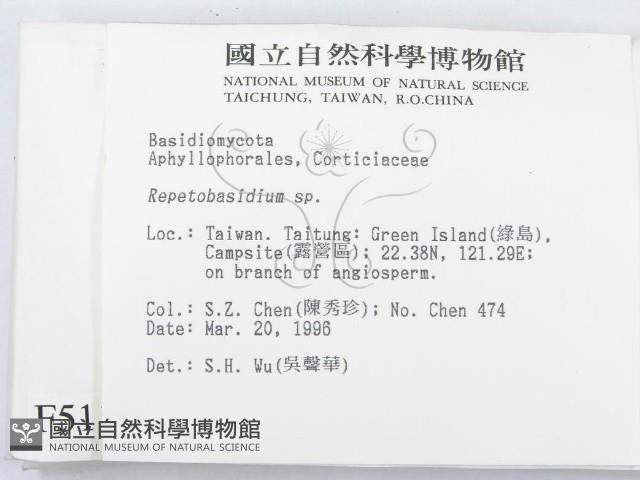 國立自然科學博物館
NATIONAL MUSEUM OF NATURAL SCIENCE
TAICHUNG, TAIWAN, R.O.CHINA
Basidiomycota
Aphyllophorales, Corticiaceae
Repetobasidium sp.
Loc.: Taiwan. Taitung: Green Island(綠島),
Campsite(露營區); 22.38N, 121.29E;
on branch of angiosperm.
Col.: S.Z. Chen(陳秀珍); No. Chen 474
Date: Mar. 20, 1996
Det.: S.H. Wu(吳聲華)
F51
國立自然科學博物館
NATIONAL MUSEUM OF NATURAL SCIENCE